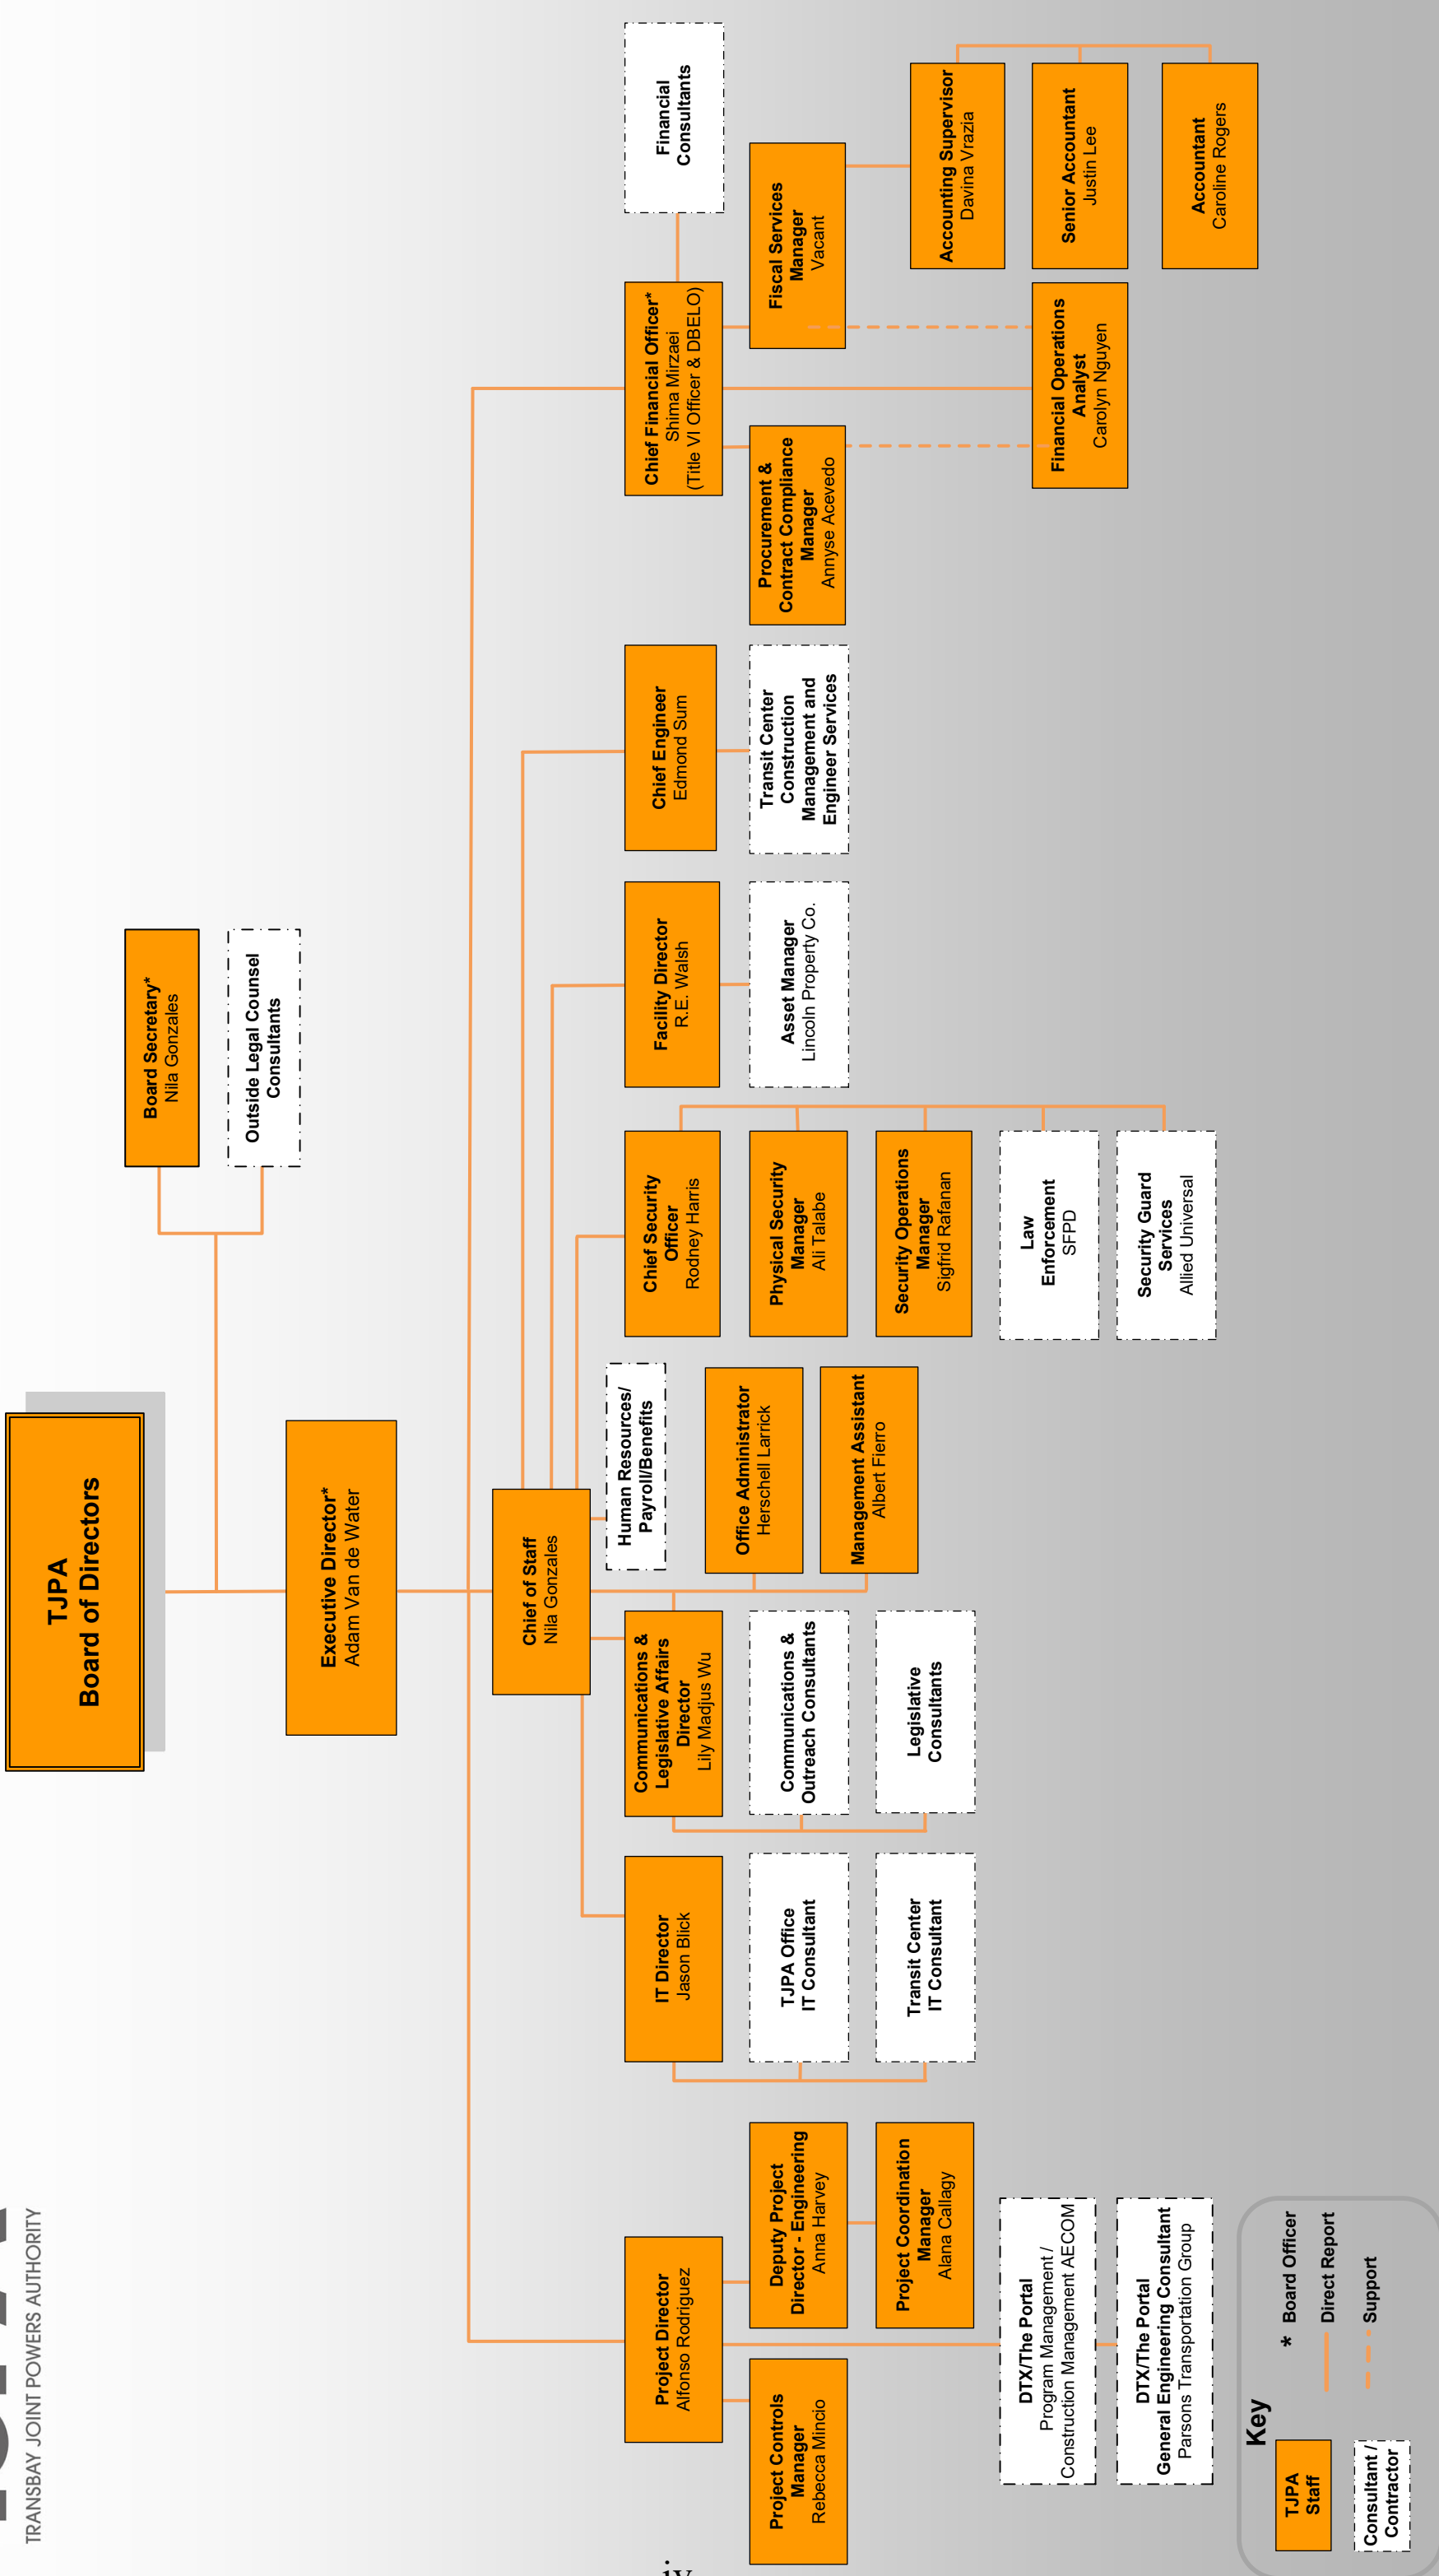 TRANSBAY JOINT POWERS AUTHORITY
TJPA
Board of Directors
Board Secretary*
Nila Gonzales
Outside Legal Counsel
Consultants
Executive Director*
Adam Van de Water
Chief of Staff
Nila Gonzales
Human Resources/
Payroll/Benefits
Office Administrator
Herschell Larrick
Management Assistant
Albert Fierro
Project Director
Alfonso Rodriguez
Project Controls
Manager
Rebecca Mincio
Deputy Project
Director - Engineering
Anna Harvey
Project Coordination
Manager
Alana Callagy
DTX/The Portal
Program Management /
Construction Management AECOM
DTX/The Portal
General Engineering Consultant
Parsons Transportation Group
IT Director
Jason Blick
TJPA Office
IT Consultant
Transit Center
IT Consultant
Communications &
Legislative Affairs
Director
Lily Madjus Wu
Communications &
Outreach Consultants
Legislative
Consultants
Chief Security
Officer
Rodney Harris
Physical Security
Manager
Ali Talabe
Security Operations
Manager
Sigfrid Rafanan
Law
Enforcement
SFPD
Security Guard
Services
Allied Universal
Facility Director
R.E. Walsh
Asset Manager
Lincoln Property Co.
Chief Engineer
Edmond Sum
Transit Center
Construction
Management and
Engineer Services
Chief Financial Officer*
Shima Mirzaei
(Title VI Officer & DBELO)
Financial
Consultants
Procurement &
Contract Compliance
Manager
Annyse Acevedo
Fiscal Services
Manager
Vacant
Financial Operations
Analyst
Carolyn Nguyen
Accounting Supervisor
Davina Vrazia
Senior Accountant
Justin Lee
Accountant
Caroline Rogers
Key
TJPA
Staff
Consultant /
Contractor
* Board Officer
Direct Report
Support
iv